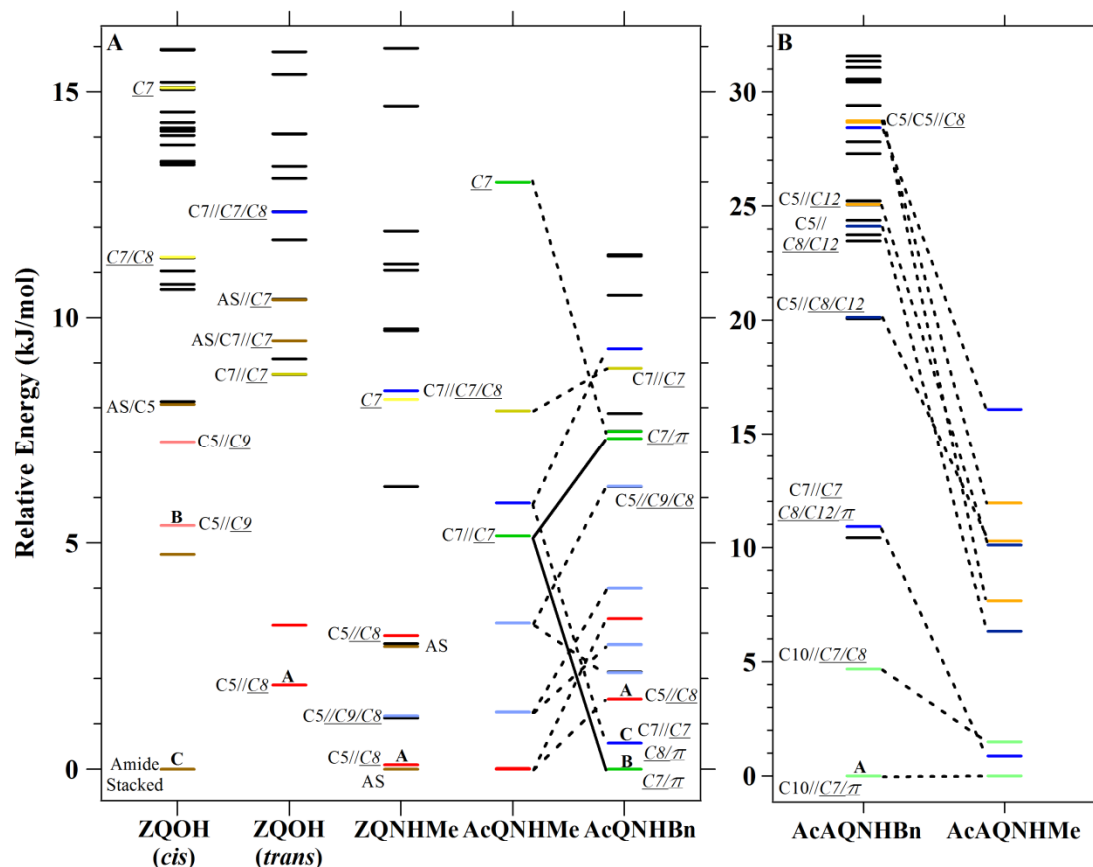 A
B
Relative Energy (kJ/mol)
15
10
5
0
C7
C7/C8
AS/C5
C5//C9
B
C5//C9
Amide
Stacked
C
C7//C7/C8
AS//C7
AS/C7//C7
C7//C7
C5//C8
A
C7//C7/C8
C7
C5//C8
AS
C5//C9/C8
C5//C8
A
AS
C7
C7//C7
C7//C7
C7/π
C5//C9/C8
A
C5//C8
C
C7//C7
C8/π
B
C7/π
30
25
20
15
10
5
0
C5/C5//C8
C5//C12
C5//
C8/C12
C5//C8/C12
C7//C7
C8/C12/π
C10//C7/C8
A
C10//C7/π
ZQOH
(cis)
ZQOH
(trans)
ZQNHMe
AcQNHMe
AcQNHBn
AcAQNHBn
AcAQNHMe